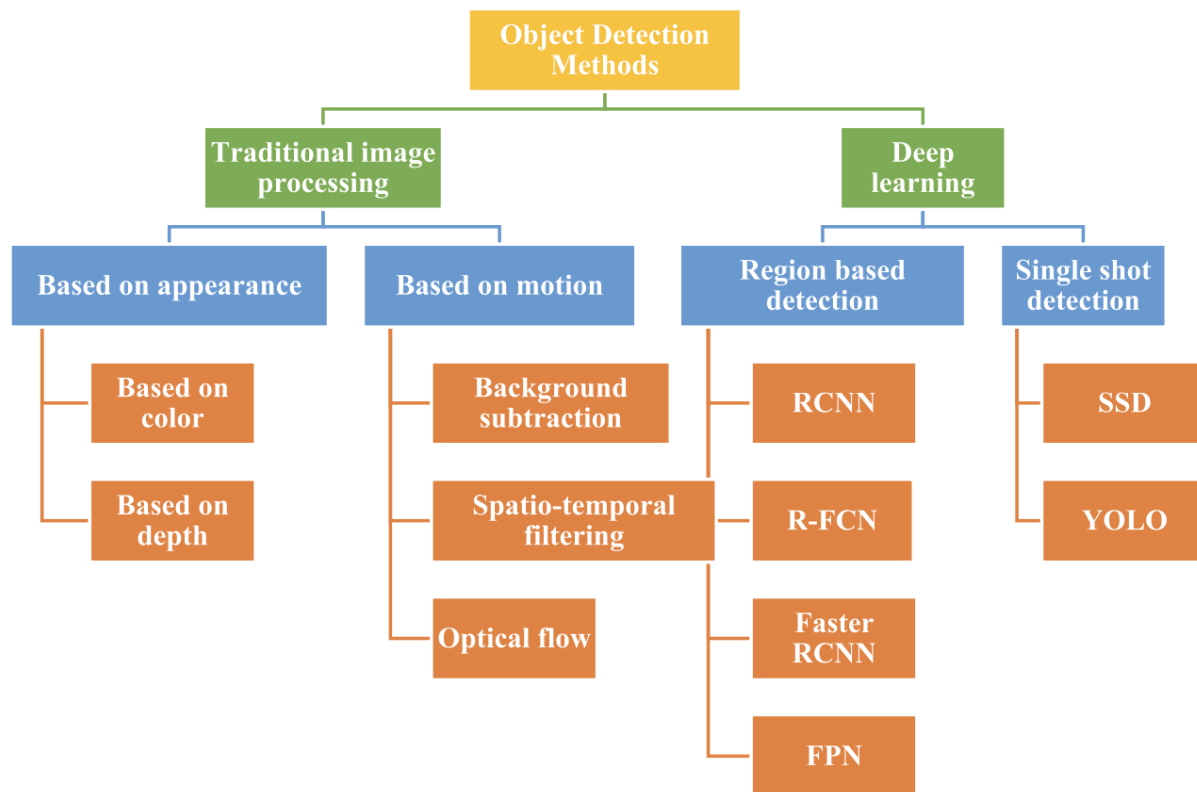 Object Detection
Methods
Traditional image
processing
Deep
learning
Based on appearance
Based on motion
Region based
detection
Single shot
detection
Based on
color
Based on
depth
Background
subtraction
Spatio-temporal
filtering
Optical flow
RCNN
R-FCN
Faster
RCNN
FPN
SSD
YOLO